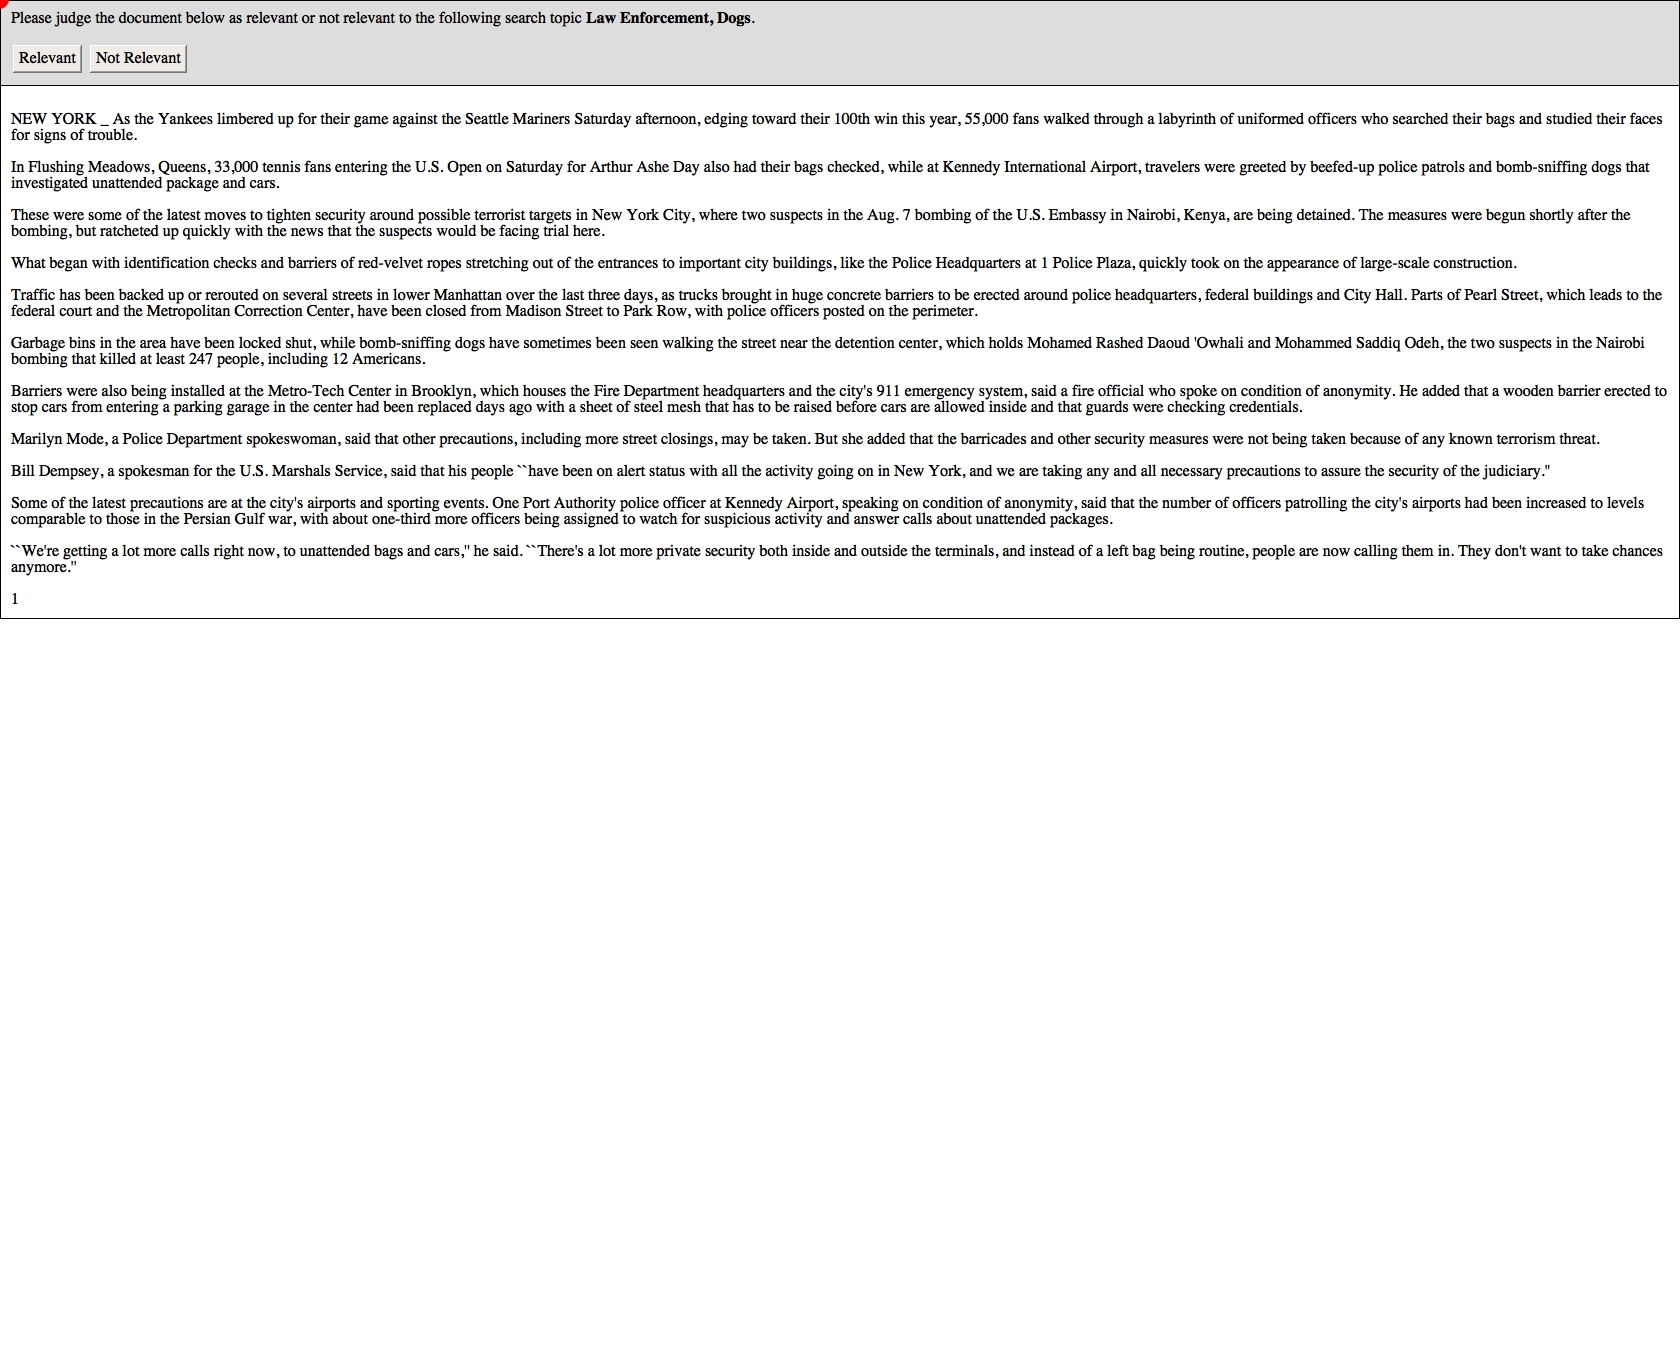 Please judge the document below as relevant or not relevant to the following search topic Law Enforcement, Dogs.
Relevant Not Relevant
NEW YORK _ As the Yankees limbered up for their game against the Seattle Mariners Saturday afternoon, edging toward their 100th win this year, 55,000 fans walked through a labyrinth of uniformed officers who searched their bags and studied their faces
for signs of trouble.
In Flushing Meadows, Queens, 33,000 tennis fans entering the U.S. Open on Saturday for Arthur Ashe Day also had their bags checked, while at Kennedy International Airport, travelers were greeted by beefed-up police patrols and bomb-sniffing dogs that
investigated unattended package and cars.
These were some of the latest moves to tighten security around possible terrorist targets in New York City, where two suspects in the Aug. 7 bombing of the U.S. Embassy in Nairobi, Kenya, are being detained. The measures were begun shortly after the
bombing, but ratcheted up quickly with the news that the suspects would be facing trial here.
What began with identification checks and barriers of red-velvet ropes stretching out of the entrances to important city buildings, like the Police Headquarters at 1 Police Plaza, quickly took on the appearance of large-scale construction.
Traffic has been backed up or rerouted on several streets in lower Manhattan over the last three days, as trucks brought in huge concrete barriers to be erected around police headquarters, federal buildings and City Hall. Parts of Pearl Street, which leads to the
federal court and the Metropolitan Correction Center, have been closed from Madison Street to Park Row, with police officers posted on the perimeter.
Garbage bins in the area have been locked shut, while bomb-sniffing dogs have sometimes been seen walking the street near the detention center, which holds Mohamed Rashed Daoud 'Owhali and Mohammed Saddiq Odeh, the two suspects in the Nairobi
bombing that killed at least 247 people, including 12 Americans.
Barriers were also being installed at the Metro-Tech Center in Brooklyn, which houses the Fire Department headquarters and the city's 911 emergency system, said a fire official who spoke on condition of anonymity. He added that a wooden barrier erected to
stop cars from entering a parking garage in the center had been replaced days ago with a sheet of steel mesh that has to be raised before cars are allowed inside and that guards were checking credentials.
Marilyn Mode, a Police Department spokeswoman, said that other precautions, including more street closings, may be taken. But she added that the barricades and other security measures were not being taken because of any known terrorism threat.
Bill Dempsey, a spokesman for the U.S. Marshals Service, said that his people ``have been on alert status with all the activity going on in New York, and we are taking any and all necessary precautions to assure the security of the judiciary.''
Some of the latest precautions are at the city's airports and sporting events. One Port Authority police officer at Kennedy Airport, speaking on condition of anonymity, said that the number of officers patrolling the city's airports had been increased to levels
comparable to those in the Persian Gulf war, with about one-third more officers being assigned to watch for suspicious activity and answer calls about unattended packages.
``We're getting a lot more calls right now, to unattended bags and cars,'' he said. ``There's a lot more private security both inside and outside the terminals, and instead of a left bag being routine, people are now calling them in. They don't want to take chances
anymore.''
1